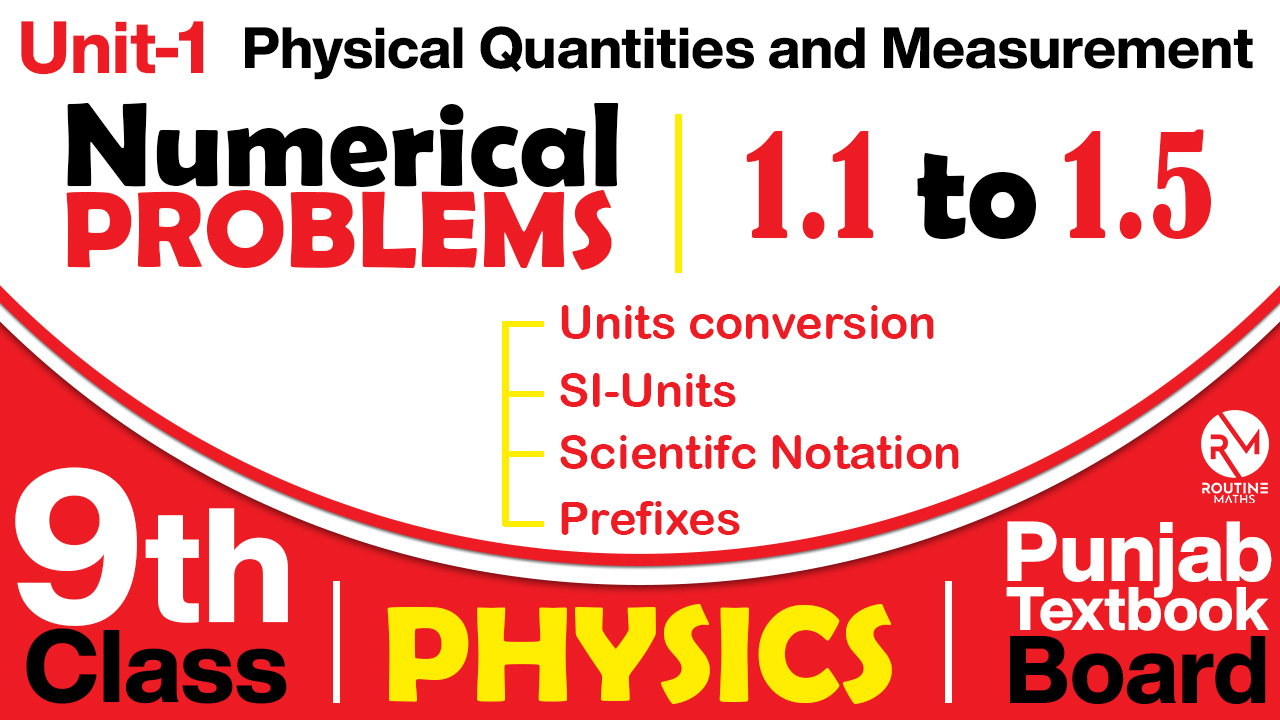 Unit-1 Physical Quantities and Measurement
Numerical
PROBLEMS
1.1 to 1.5
Units conversion
SI-Units
Scientifc Notation
Prefixes
RM
ROUTINE
MATHS
9th
Class
PHYSICS
Punjab
Textbook
Board